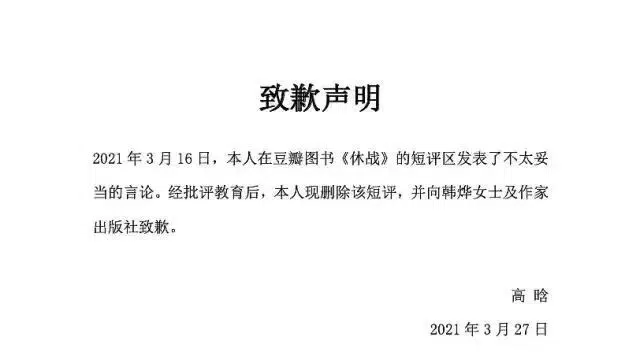 致歉声明
2021 年 3 月 16 日，本人在豆瓣图书《休战》的短评区发表了不太妥
当的言论。经批评教育后，本人现删除该短评，并向韩烨女士及作家
出版社致歉。
高 晗
2021 年 3 月 27 日